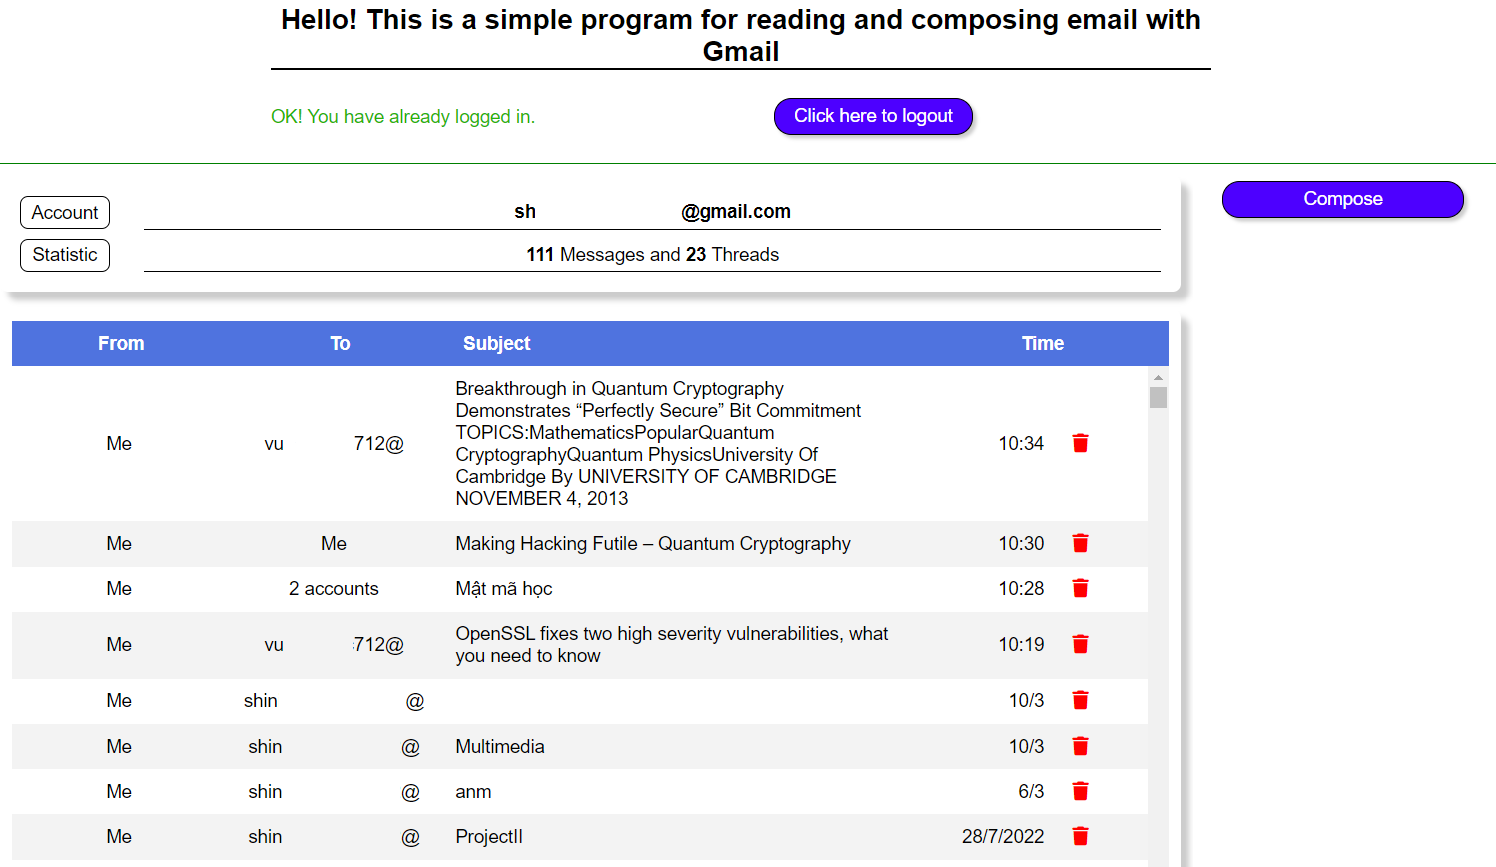 Hello! This is a simple program for reading and composing email with
Gmail
OK! You have already logged in.
Click here to logout
Account
sh @gmail.com
Compose
Statistic
111 Messages and 23 Threads
From To Subject Time
Breakthrough in Quantum Cryptography
Demonstrates “Perfectly Secure” Bit Commitment
TOPICS:MathematicsPopularQuantum
Me vu 712@ CryptographyQuantum PhysicsUniversity Of 10:34
Cambridge By UNIVERSITY OF CAMBRIDGE
NOVEMBER 4, 2013
Me Me Making Hacking Futile – Quantum Cryptography 10:30
Me 2 accounts Mật mã học 10:28
Me vu 712@ OpenSSL fixes two high severity vulnerabilities, what 10:19
you need to know
Me shin @ 10/3
Me shin @ Multimedia 10/3
Me shin @ anm 6/3
Me shin @ ProjectII 28/7/2022